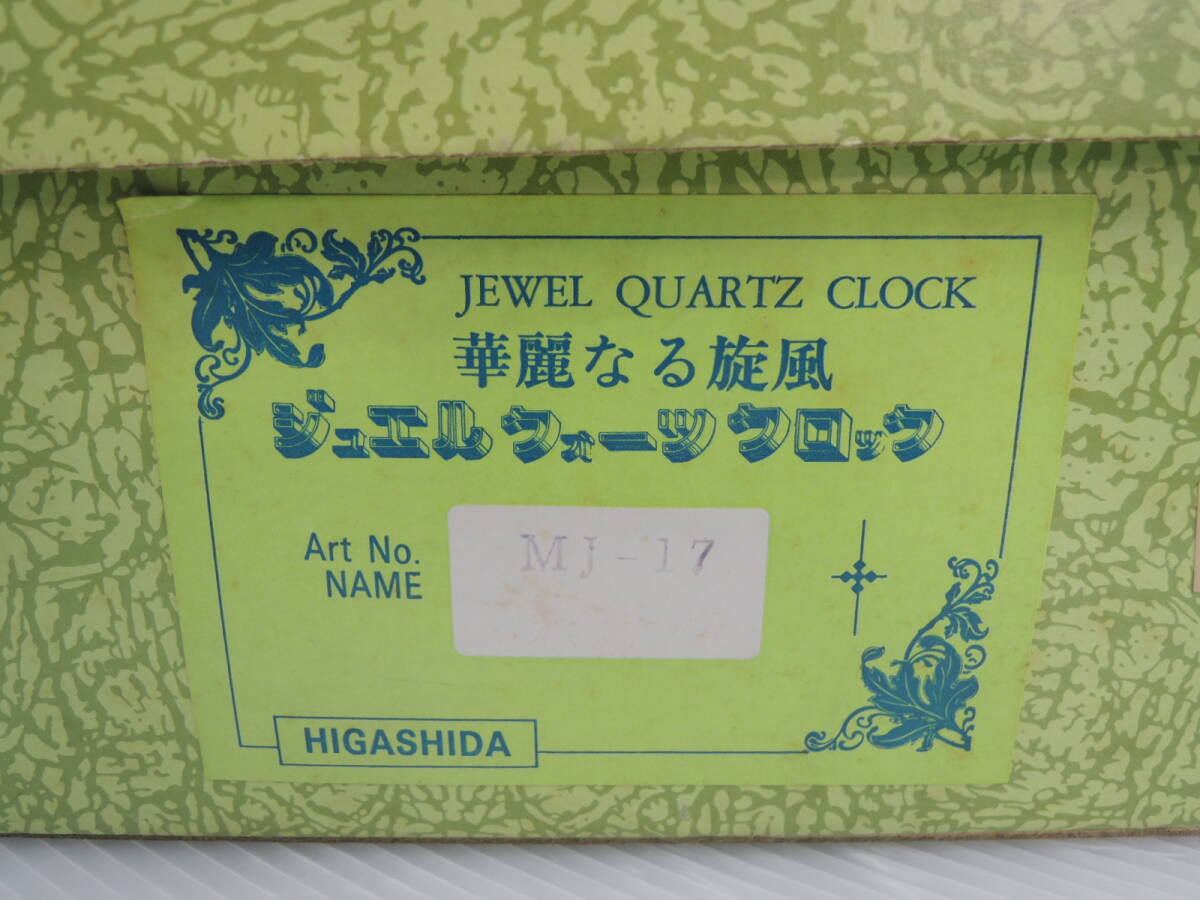 JEWEL QUARTZ CLOCK
華麗なる旋風
ジュエル クォーツ クロック
Art No.
NAME
MJ-17
HIGASHIDA